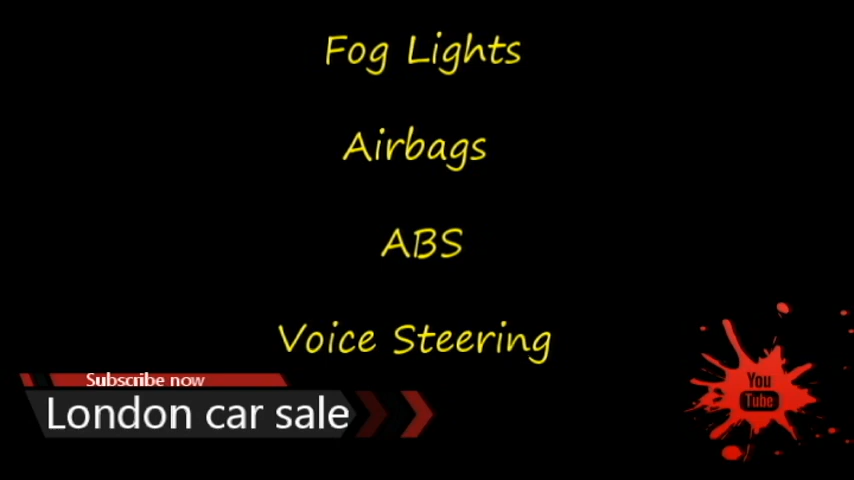 Fog Lights
Airbags
ABS
Voice Steering
Subscribe now
London car sale
You
Tube